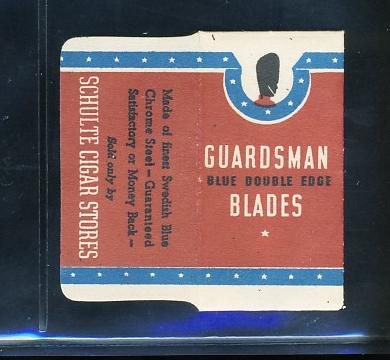 GUARDSMAN
BLUE DOUBLE EDGE
BLADES
Made of finest Swedish Blue
Chrome Steel — Guaranteed
Satisfactory or Money Back —
Sold only by
SCHULTE CIGAR STORES